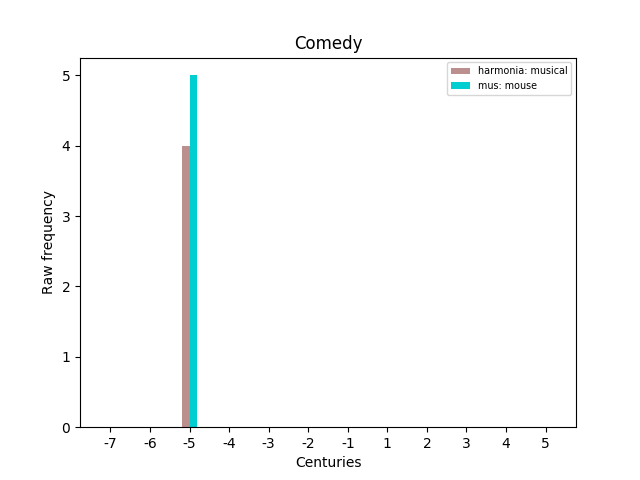 Comedy
harmonia: musical
mus: mouse
Raw frequency
5
4
3
2
1
0
-7 -6 -5 -4 -3 -2 -1 1 2 3 4 5
Centuries